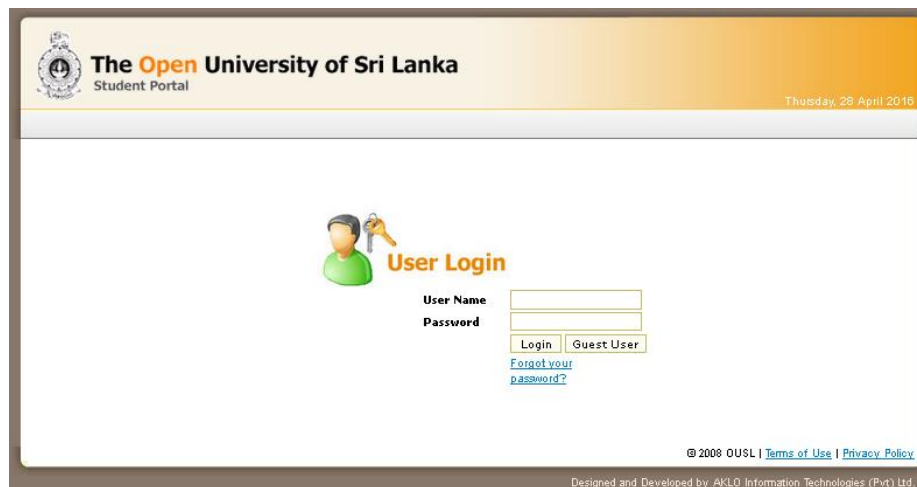 The Open University of Sri Lanka
Student Portal
Thursday, 28 April 2016
User Login
User Name
Password
Login Guest User
Forgot your
password?
© 2008 OUSL | Terms of Use | Privacy Policy
Designed and Developed by AKLO Information Technologies (Pvt) Ltd.